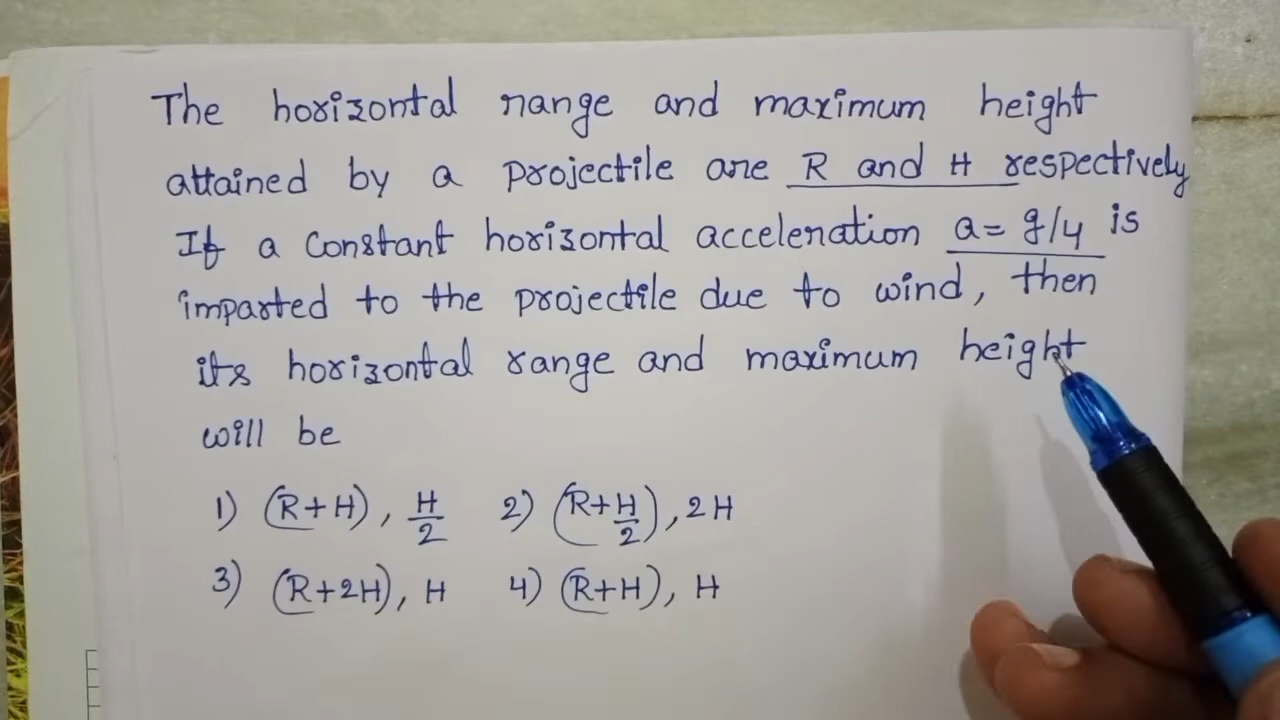 The horizontal range and maximum height
attained by a projectile are R and H respectively
If a constant horizontal acceleration a= g/4 is
imparted to the projectile due to wind, then
its horizontal range and maximum height
will be
1) (R+H), H/2 2) (R+H/2), 2H
3) (R+2H), H 4) (R+H), H